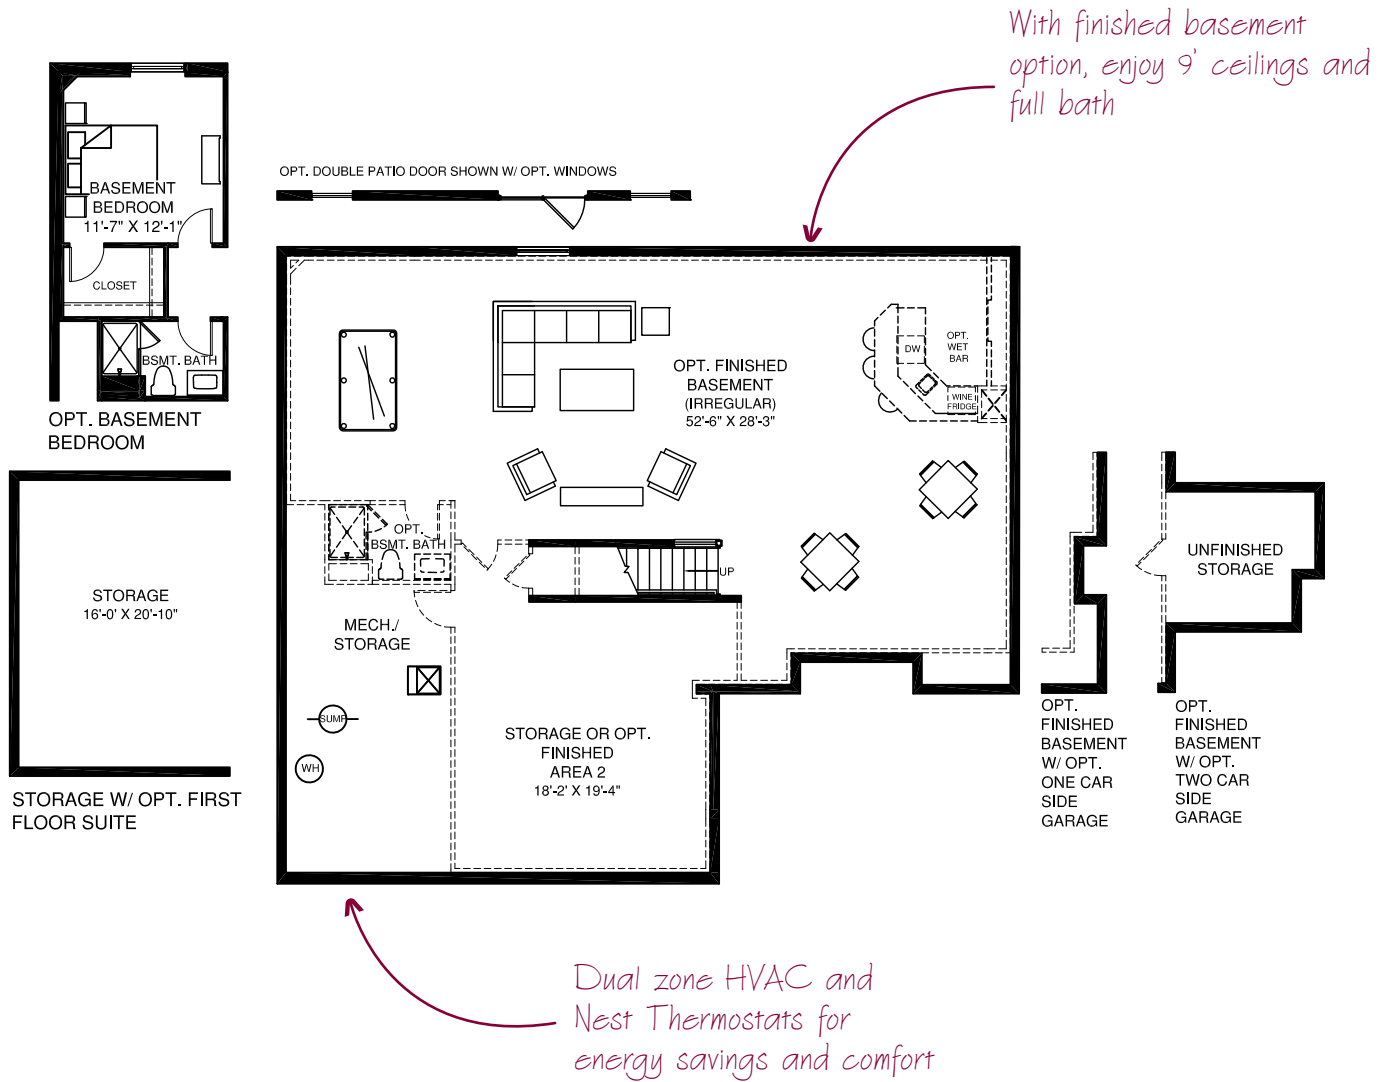 With finished basement
option, enjoy 9' ceilings and
full bath
OPT. DOUBLE PATIO DOOR SHOWN W/ OPT. WINDOWS
BASEMENT
BEDROOM
11'-7" X 12'-1"
CLOSET
BSMT. BATH
OPT. BASEMENT
BEDROOM
OPT. FINISHED
BASEMENT
(IRREGULAR)
52'-6" X 28'-3"
OPT.
WET
BAR
DW
WINE
FRIDGE
OPT.
BSMT. BATH
UP
MECH./
STORAGE
SUMP
WH
STORAGE
16'-0' X 20'-10"
STORAGE W/ OPT. FIRST
FLOOR SUITE
STORAGE OR OPT.
FINISHED
AREA 2
18'-2' X 19'-4"
UNFINISHED
STORAGE
OPT.
FINISHED
BASEMENT
W/ OPT.
ONE CAR
SIDE
GARAGE
OPT.
FINISHED
BASEMENT
W/ OPT.
TWO CAR
SIDE
GARAGE
Dual zone HVAC and
Nest Thermostats for
energy savings and comfort